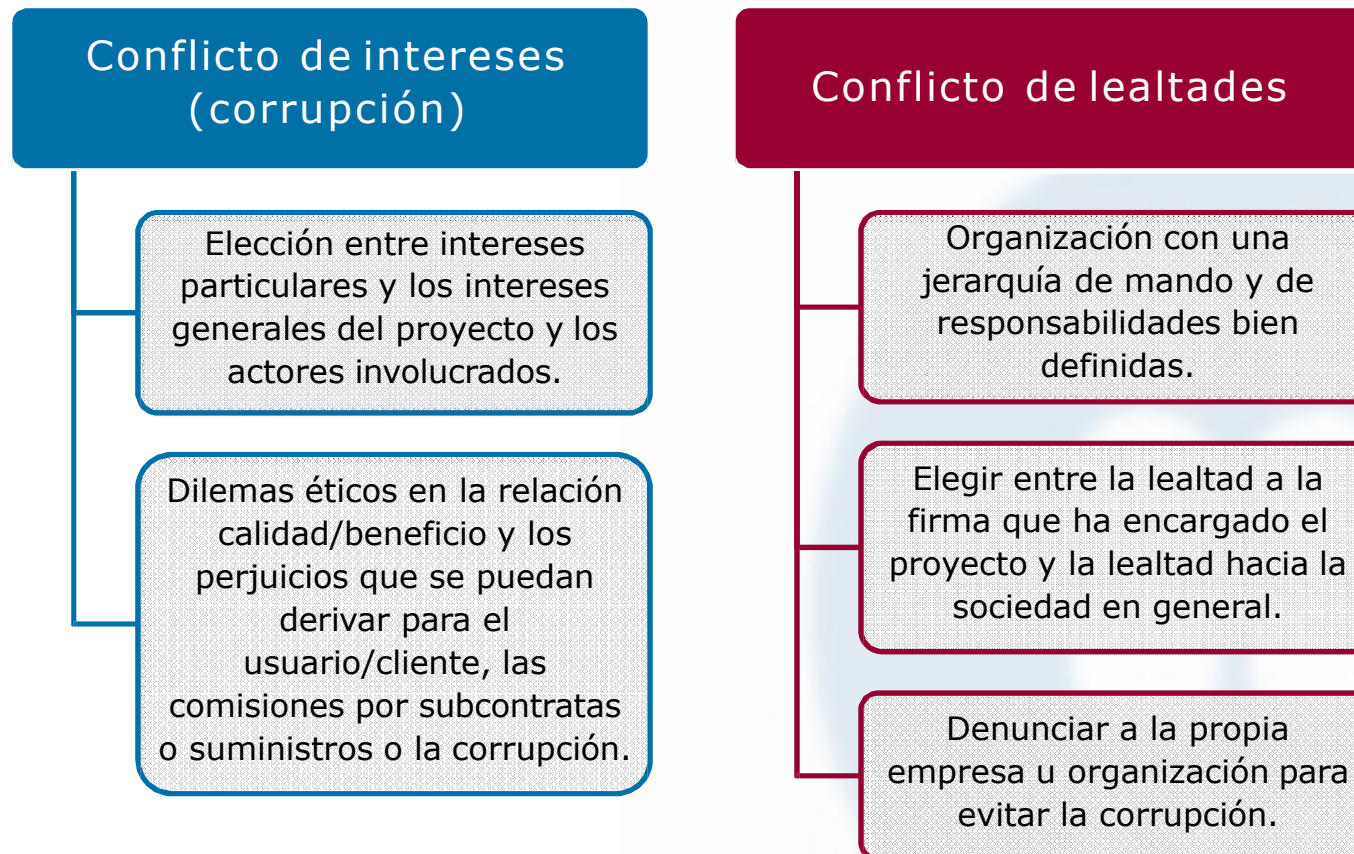 Conflicto de intereses
(corrupción)
Elección entre intereses
particulares y los intereses
generales del proyecto y los
actores involucrados.
Dilemas éticos en la relación
calidad/beneficio y los
perjuicios que se puedan
derivar para el
usuario/cliente, las
comisiones por subcontratas
o suministros o la corrupción.
Conflicto de lealtades
Organización con una
jerarquía de mando y de
responsabilidades bien
definidas.
Elegir entre la lealtad a la
firma que ha encargado el
proyecto y la lealtad hacia la
sociedad en general.
Denunciar a la propia
empresa u organización para
evitar la corrupción.